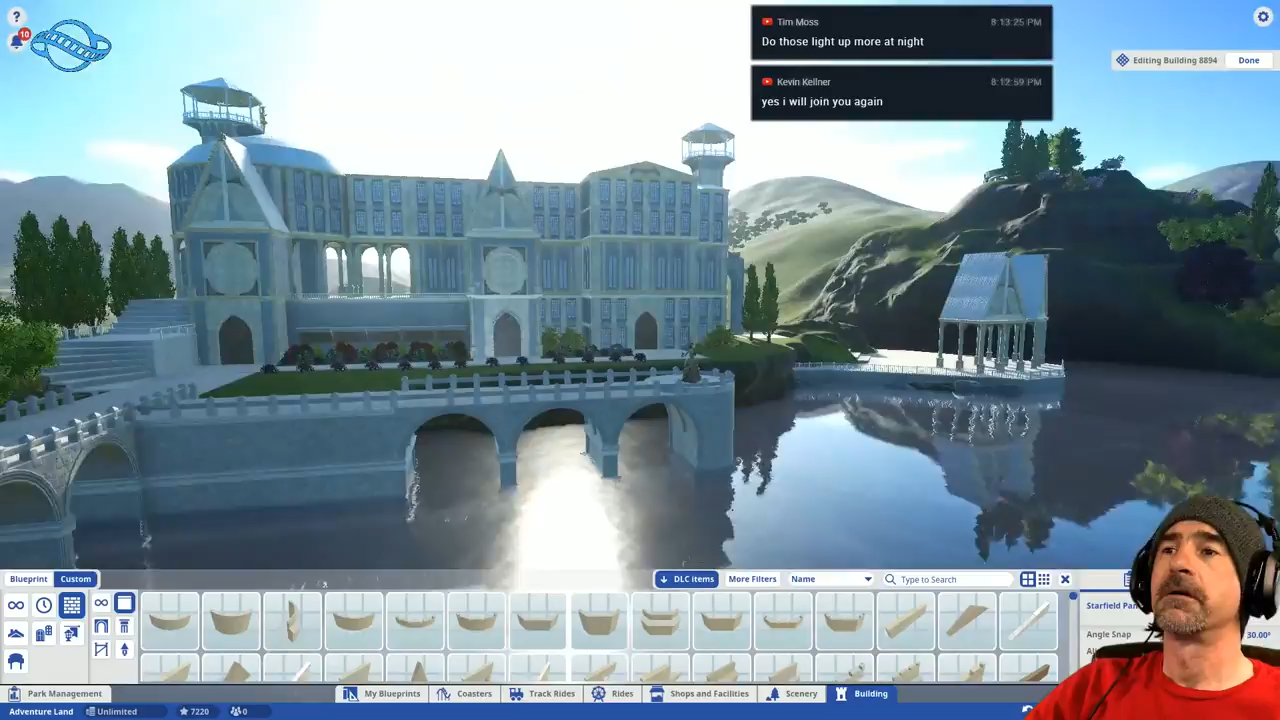 ?
10
Tim Moss 8:13:25 PM
Do those light up more at night
Kevin Kellner 8:12:59 PM
yes i will join you again
Editing Building 8894 Done
Blueprint Custom
DLC items More Filters Name Type to Search
Starfield
Angle Snap 30.00°
Park Management My Blueprints Coasters Track Rides Rides Shops and Facilities Scenery Building
Adventure Land Unlimited 7220 0